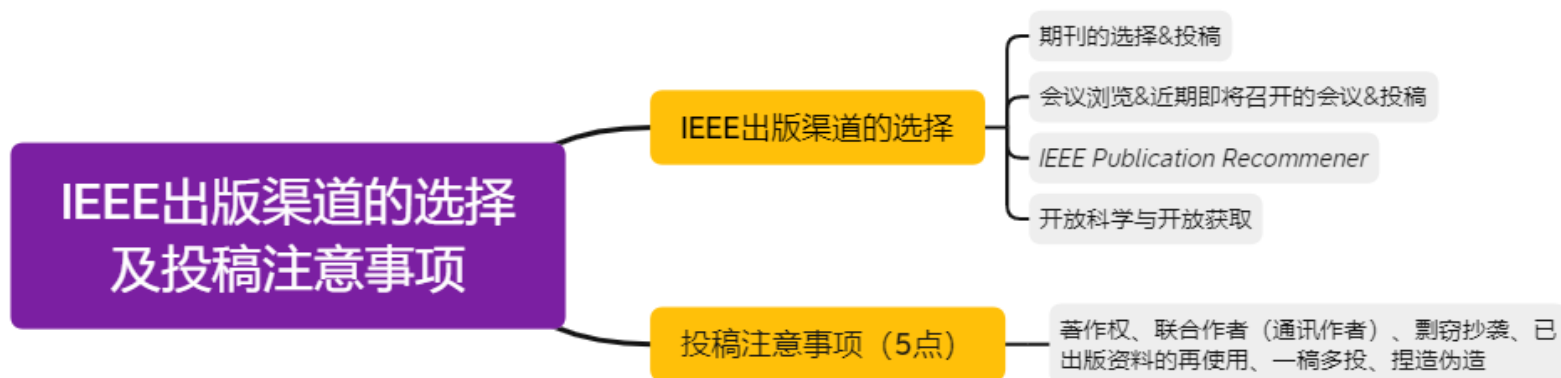 IEEE出版渠道的选择
及投稿注意事项
IEEE出版渠道的选择
期刊的选择&投稿
会议浏览&近期即将召开的会议&投稿
IEEE Publication Recommener
开放科学与开放获取
投稿注意事项（5点）
著作权、联合作者（通讯作者）、剽窃抄袭、已
出版资料的再使用、一稿多投、捏造伪造